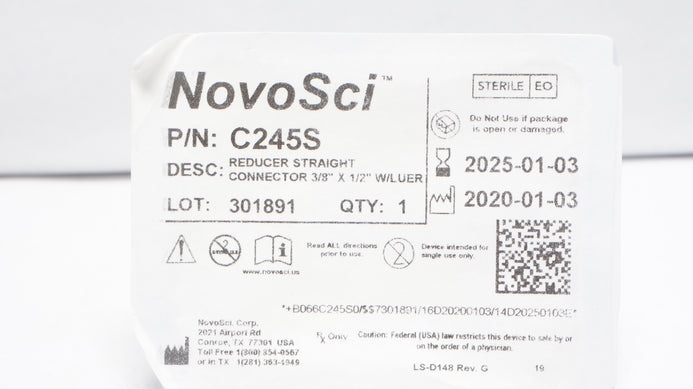 NovoSci™
P/N: C245S
DESC: REDUCER STRAIGHT
CONNECTOR 3/8" X 1/2" W/LUER
LOT: 301891 QTY: 1
STERILE EO
Do Not Use if package
is open or damaged.
2025-01-03
2020-01-03
Read ALL directions
prior to use.
Device intended for
single use only.
www.novosci.us
*+B066C245S0/$$7301891/16D20200103/14D20250103E*
NovoSci, Corp.
2021 Airport Rd
Conroe, TX 77301 USA
Toll Free 1(800) 854-0567
or in TX 1(281) 363-4949
Rx Only Caution: Federal (USA) law restricts this device to sale by or
on the order of a physician.
LS-D148 Rev. G 19